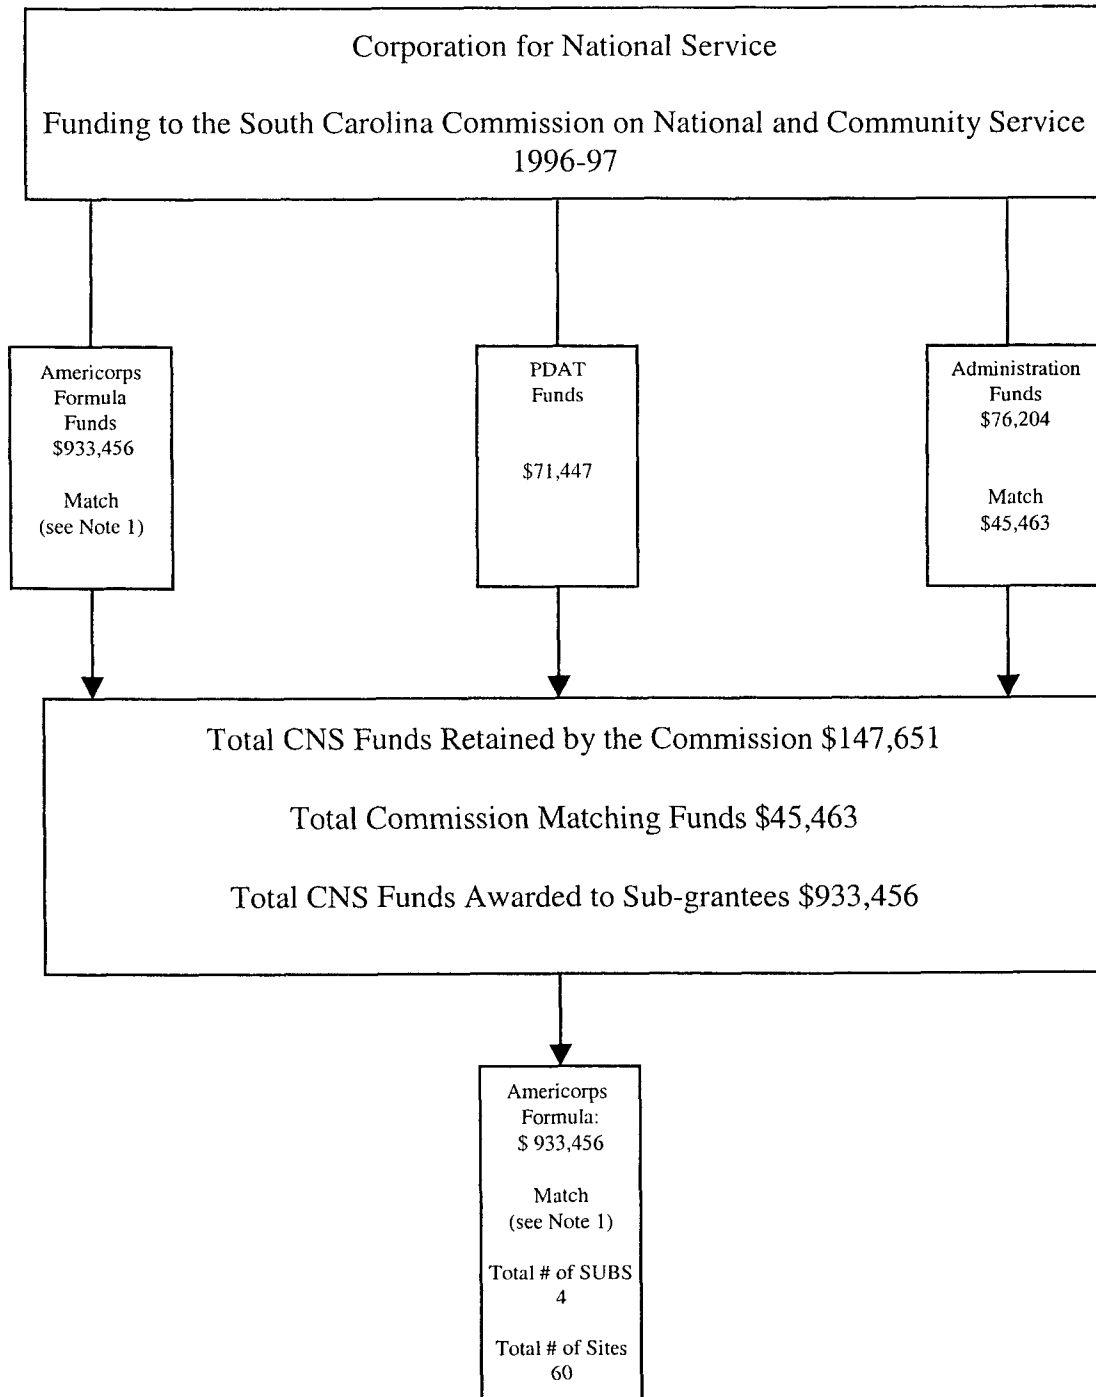 Corporation for National Service
Funding to the South Carolina Commission on National and Community Service
1996-97
Americorps
Formula
Funds
$933,456
Match
(see Note 1)
PDAT
Funds
$71,447
Administration
Funds
$76,204
Match
$45,463
Total CNS Funds Retained by the Commission $147,651
Total Commission Matching Funds $45,463
Total CNS Funds Awarded to Sub-grantees $933,456
Americorps
Formula:
$ 933,456
Match
(see Note 1)
Total # of SUBS
4
Total # of Sites
60